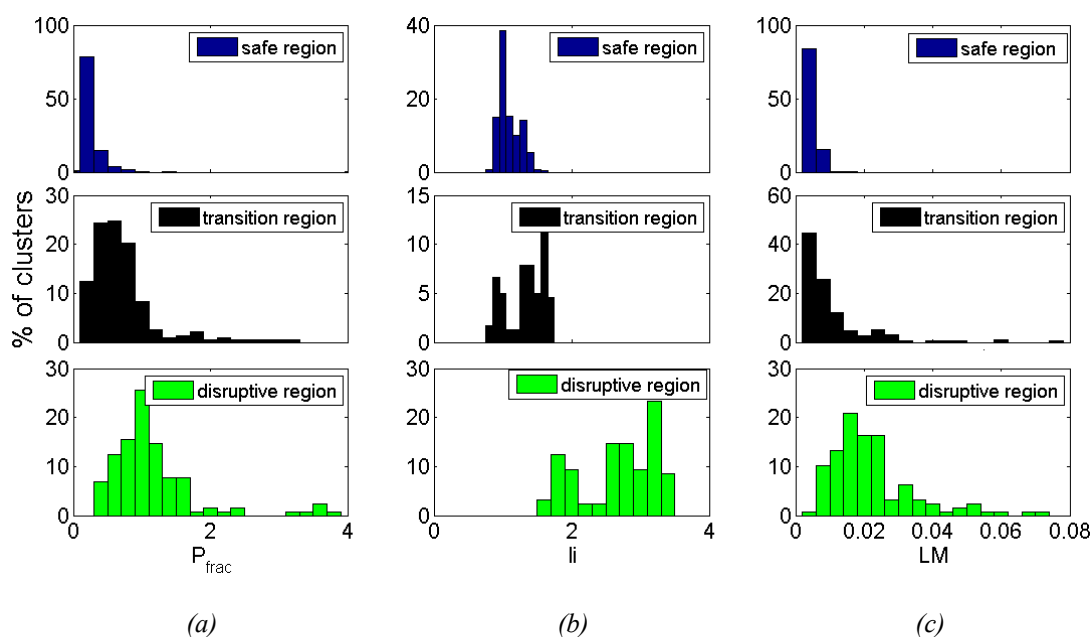 100
50
0
safe region
40
20
0
safe region
100
50
0
safe region
% of clusters
30
20
10
0
transition region
15
10
5
0
transition region
60
40
20
0
transition region
30
20
10
0
disruptive region
0 2 4
P_frac
30
20
10
0
disruptive region
0 2 4
li
30
20
10
0
disruptive region
0 0.02 0.04 0.06 0.08
LM
(a) (b) (c)